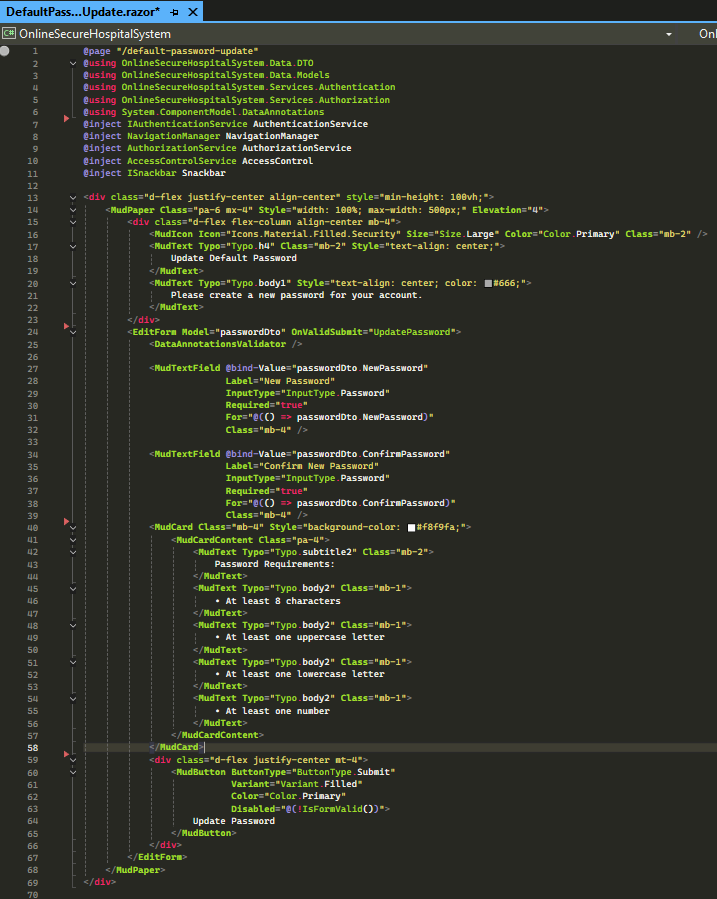 DefaultPass...Update.razor*
OnlineSecureHospitalSystem Onl
1 @page "/default-password-update"
2 @using OnlineSecureHospitalSystem.Data.DTO
3 @using OnlineSecureHospitalSystem.Data.Models
4 @using OnlineSecureHospitalSystem.Services.Authentication
5 @using OnlineSecureHospitalSystem.Services.Authorization
6 @using System.ComponentModel.DataAnnotations
7 @inject IAuthenticationService AuthenticationService
8 @inject NavigationManager NavigationManager
9 @inject AuthorizationService AuthorizationService
10 @inject AccessControlService AccessControl
11 @inject ISnackbar Snackbar
12
13 <div class="d-flex justify-center align-center" style="min-height: 100vh;">
14 <MudPaper Class="pa-6 mx-4" Style="width: 100%; max-width: 500px;" Elevation="4">
15 <div class="d-flex flex-column align-center mb-4">
16 <MudIcon Icon="Icons.Material.Filled.Security" Size="Size.Large" Color="Color.Primary" Class="mb-2" />
17 <MudText Typo="Typo.h4" Class="mb-2" Style="text-align: center;">
18 Update Default Password
19 </MudText>
20 <MudText Typo="Typo.body1" Style="text-align: center; color: #666;">
21 Please create a new password for your account.
22 </MudText>
23 </div>
24 <EditForm Model="passwordDto" OnValidSubmit="UpdatePassword">
25 <DataAnnotationsValidator />
26
27 <MudTextField @bind-Value="passwordDto.NewPassword"
28 Label="New Password"
29 InputType="InputType.Password"
30 Required="true"
31 For="@(() => passwordDto.NewPassword)"
32 Class="mb-4" />
33
34 <MudTextField @bind-Value="passwordDto.ConfirmPassword"
35 Label="Confirm New Password"
36 InputType="InputType.Password"
37 Required="true"
38 For="@(() => passwordDto.ConfirmPassword)"
39 Class="mb-4" />
40 <MudCard Class="mb-4" Style="background-color: #f8f9fa;">
41 <MudCardContent Class="pa-4">
42 <MudText Typo="Typo.subtitle2" Class="mb-2">
43 Password Requirements:
44 </MudText>
45 <MudText Typo="Typo.body2" Class="mb-1">
46 • At least 8 characters
47 </MudText>
48 <MudText Typo="Typo.body2" Class="mb-1">
49 • At least one uppercase letter
50 </MudText>
51 <MudText Typo="Typo.body2" Class="mb-1">
52 • At least one lowercase letter
53 </MudText>
54 <MudText Typo="Typo.body2" Class="mb-1">
55 • At least one number
56 </MudText>
57 </MudCardContent>
58 </MudCard>
59 <div class="d-flex justify-center mt-4">
60 <MudButton ButtonType="ButtonType.Submit"
61 Variant="Variant.Filled"
62 Color="Color.Primary"
63 Disabled="@(!IsFormValid())">
64 Update Password
65 </MudButton>
66 </div>
67 </EditForm>
68 </MudPaper>
69 </div>
70